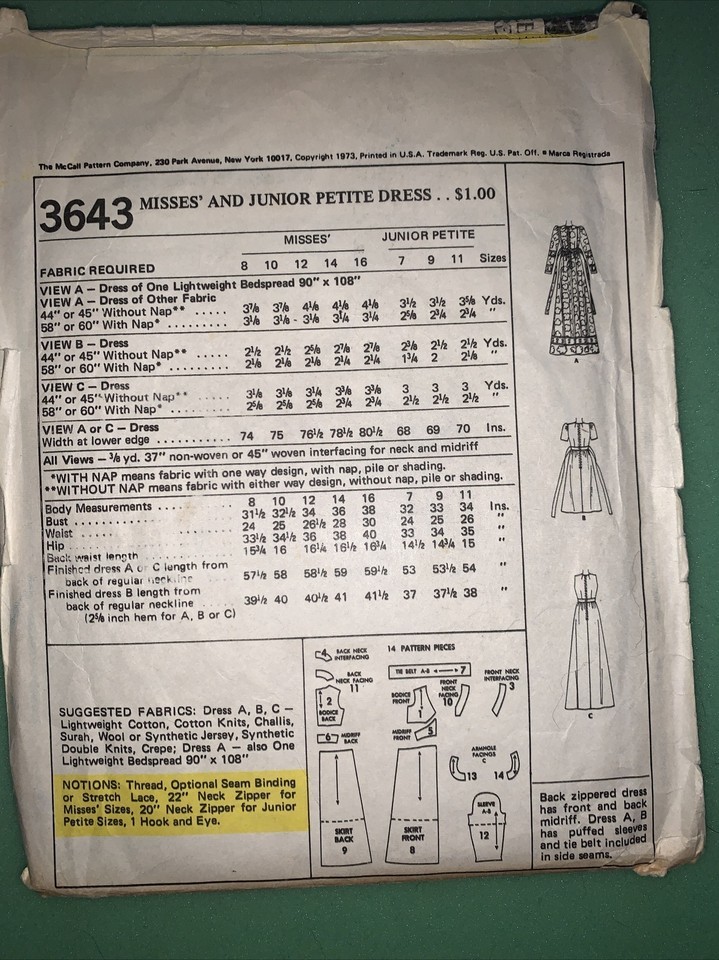 The McCall Pattern Company, 230 Park Avenue, New York 10017, Copyright 1973, Printed in U.S.A. Trademark Reg. U.S. Pat. Off. ■ Marca Registrada
3643 MISSES' AND JUNIOR PETITE DRESS . . $1.00
MISSES' JUNIOR PETITE
FABRIC REQUIRED 8 10 12 14 16 7 9 11 Sizes
VIEW A – Dress of One Lightweight Bedspread 90" x 108"
VIEW A – Dress of Other Fabric
44" or 45" Without Nap** ..... 3⅞ 3⅞ 4⅛ 4⅛ 4⅛ 3½ 3½ 3⅝ Yds.
58" or 60" With Nap* ......... 3⅛ 3⅛ - 3⅛ 3¼ 3¼ 2⅝ 2¾ 2¾ "
VIEW B – Dress
44" or 45" Without Nap** ..... 2½ 2½ 2⅝ 2⅞ 2⅞ 2⅜ 2½ 2½ Yds.
58" or 60" With Nap* ......... 2⅛ 2⅛ 2⅛ 2¼ 2¼ 1¾ 2 2⅛ "
VIEW C – Dress
44" or 45" Without Nap** ..... 3⅛ 3⅛ 3¼ 3⅜ 3⅜ 3 3 3 Yds.
58" or 60" With Nap* ......... 2⅝ 2⅝ 2⅝ 2¾ 2¾ 2½ 2½ 2½ "
VIEW A or C – Dress
Width at lower edge .......... 74 75 76½ 78½ 80½ 68 69 70 Ins.
All Views – ⅜ yd. 37" non-woven or 45" woven interfacing for neck and midriff
*WITH NAP means fabric with one way design, with nap, pile or shading.
**WITHOUT NAP means fabric with either way design, without nap, pile or shading.
Body Measurements ........ 8 10 12 14 16 7 9 11
Bust .................... 31½ 32½ 34 36 38 32 33 34 Ins.
Waist ................... 24 25 26½ 28 30 24 25 26 "
Hip 33½ 34½ 36 38 40 33 34 35 "
Back waist length 15¾ 16 16¼ 16½ 16¾ 14½ 14¾ 15 "
Finished dress A or C length from
back of regular neckline 57½ 58 58½ 59 59½ 53 53½ 54 "
Finished dress B length from
back of regular neckline ..... 39½ 40 40½ 41 41½ 37 37½ 38 "
(2⅝ inch hem for A, B or C)
SUGGESTED FABRICS: Dress A, B, C –
Lightweight Cotton, Cotton Knits, Challis,
Surah, Wool or Synthetic Jersey, Synthetic
Double Knits, Crepe; Dress A – also One
Lightweight Bedspread 90" x 108"
NOTIONS: Thread, Optional Seam Binding
or Stretch Lace, 22" Neck Zipper for
Misses' Sizes, 20" Neck Zipper for Junior
Petite Sizes, 1 Hook and Eye.
14 PATTERN PIECES
4 BACK NECK
INTERFACING
BACK
NECK
FACING
11
TIE BELT A-B 7
FRONT NECK
INTERFACING
3
2
BODICE
BACK
BODICE
FRONT
1
FRONT
NECK
FACING
10
6 MIDRIFF
BACK
MIDRIFF
FRONT 5
ARMHOLE
FACINGS
C
13 14
SKIRT
BACK
9
SKIRT
FRONT
8
SLEEVE
A-B
12
A
B
C
Back zippered dress
has front and back
midriff. Dress A, B
has puffed sleeves
and tie belt included
in side seams.